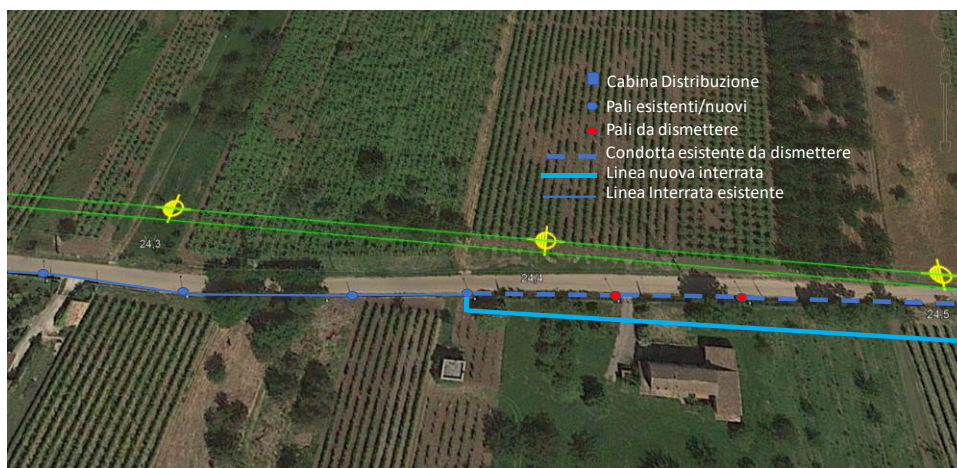 Cabina Distribuzione
Pali esistenti/nuovi
Pali da dismettere
Condotta esistente da dismettere
Linea nuova interrata
Linea Interrata esistente
24,3
24,4
24,5